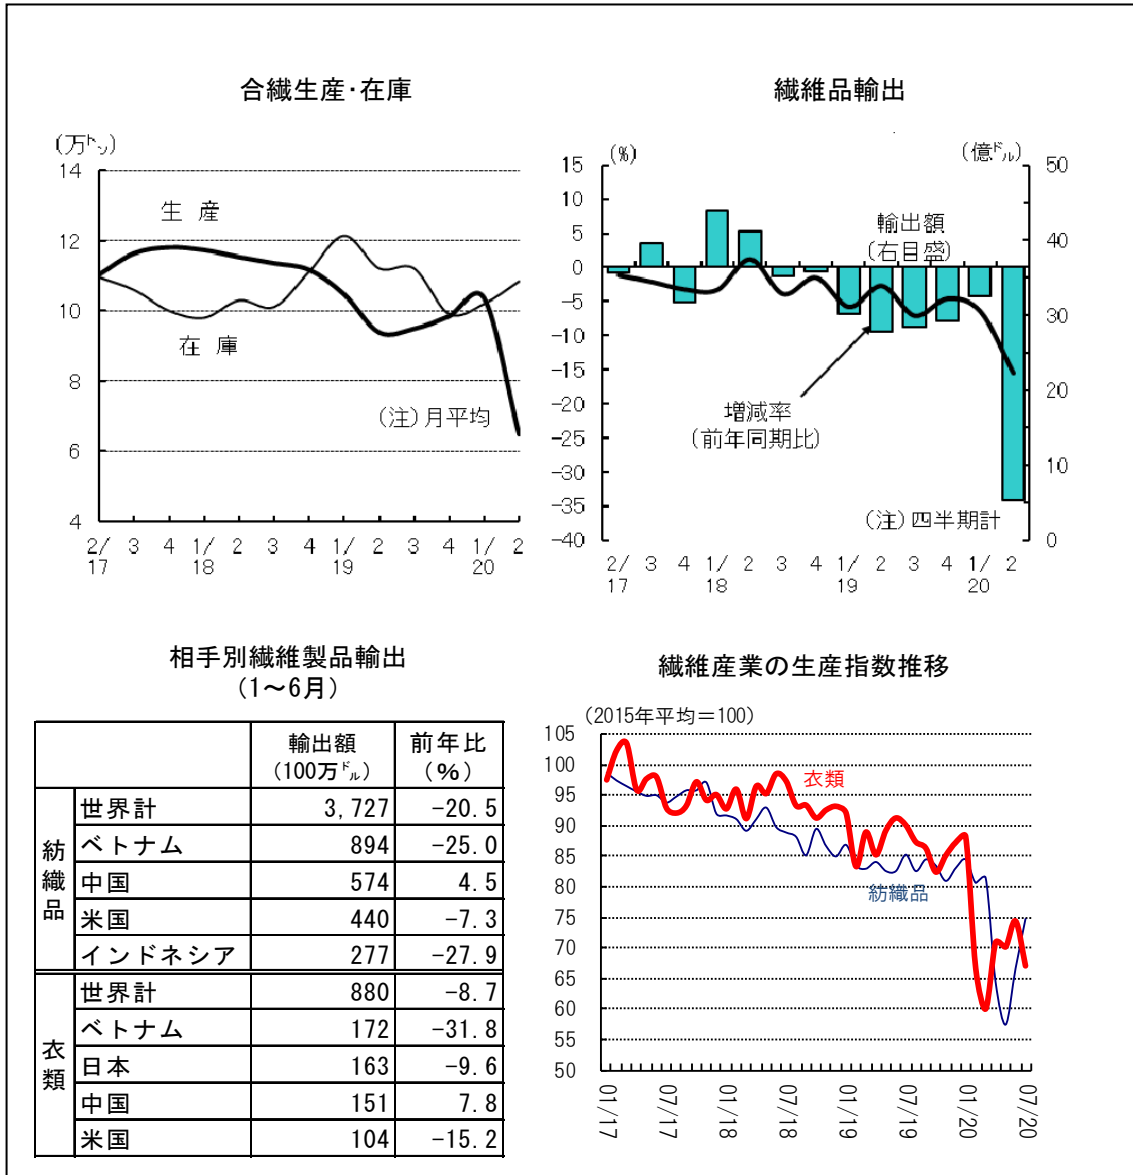 合繊生産・在庫
(万㌧)
14
12
10
8
6
4
生 産
在 庫
(注)月平均
2/17 3 4 1/18 2 3 4 1/19 2 3 4 1/20 2
繊維品輸出
(%)
(億㌦)
15
10
5
0
-5
-10
-15
-20
-25
-30
-35
-40
50
40
30
20
10
0
輸出額
(右目盛)
増減率
(前年同期比)
(注)四半期計
2/17 3 4 1/18 2 3 4 1/19 2 3 4 1/20 2
相手別繊維製品輸出
(1～6月)
輸出額 前年比
(100万㌦) (%)
紡織品
世界計 3,727 -20.5
ベトナム 894 -25.0
中国 574 4.5
米国 440 -7.3
インドネシア 277 -27.9
衣類
世界計 880 -8.7
ベトナム 172 -31.8
日本 163 -9.6
中国 151 7.8
米国 104 -15.2
繊維産業の生産指数推移
(2015年平均=100)
105
100
95
90
85
80
75
70
65
60
55
50
衣類
紡織品
01/17 07/17 01/18 07/18 01/19 07/19 01/20 07/20